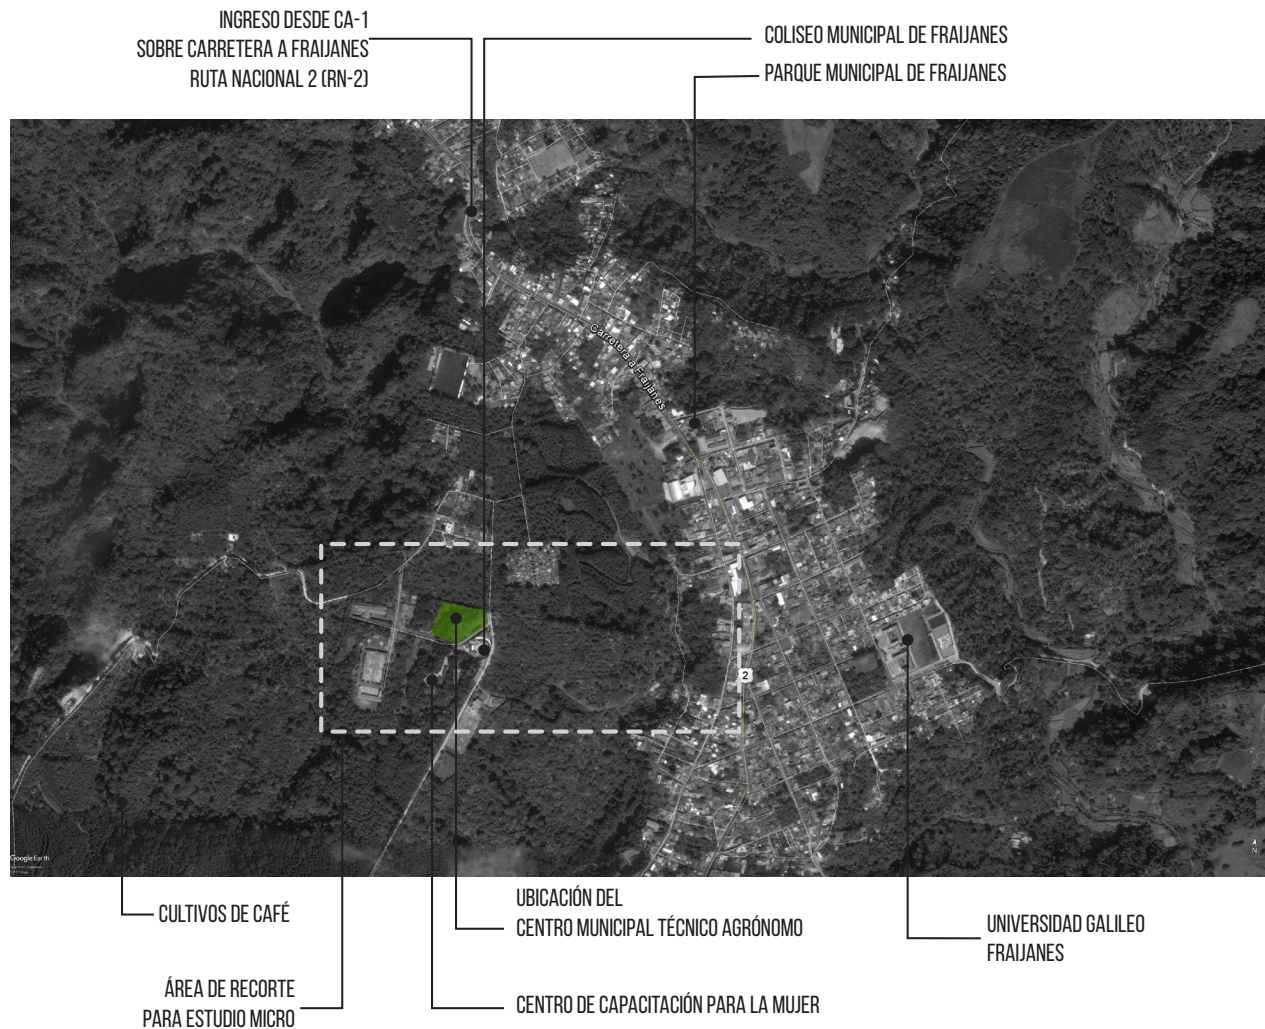 INGRESO DESDE CA-1
SOBRE CARRETERA A FRAIJANES
RUTA NACIONAL 2 (RN-2)
COLISEO MUNICIPAL DE FRAIJANES
PARQUE MUNICIPAL DE FRAIJANES
Carretera a Fraijanes
2
Google Earth
N
CULTIVOS DE CAFÉ
UBICACIÓN DEL
CENTRO MUNICIPAL TÉCNICO AGRÓNOMO
UNIVERSIDAD GALILEO
FRAIJANES
ÁREA DE RECORTE
PARA ESTUDIO MICRO
CENTRO DE CAPACITACIÓN PARA LA MUJER